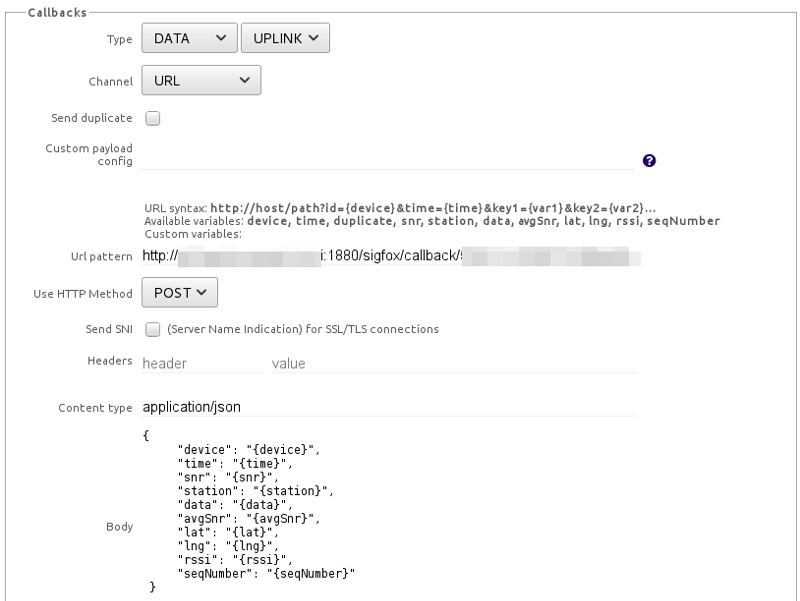 Callbacks
Type DATA UPLINK
Channel URL
Send duplicate
Custom payload
config
?
URL syntax: http://host/path?id={device}&time={time}&key1={var1}&key2={var2}...
Available variables: device, time, duplicate, snr, station, data, avgSnr, lat, lng, rssi, seqNumber
Custom variables:
Url pattern http:// i:1880/sigfox/callback/
Use HTTP Method POST
Send SNI (Server Name Indication) for SSL/TLS connections
Headers header value
Content type application/json
{
"device": "{device}",
"time": "{time}",
"snr": "{snr}",
"station": "{station}",
"data": "{data}",
"avgSnr": "{avgSnr}",
"lat": "{lat}",
Body
"lng": "{lng}",
"rssi": "{rssi}",
"seqNumber": "{seqNumber}"
}